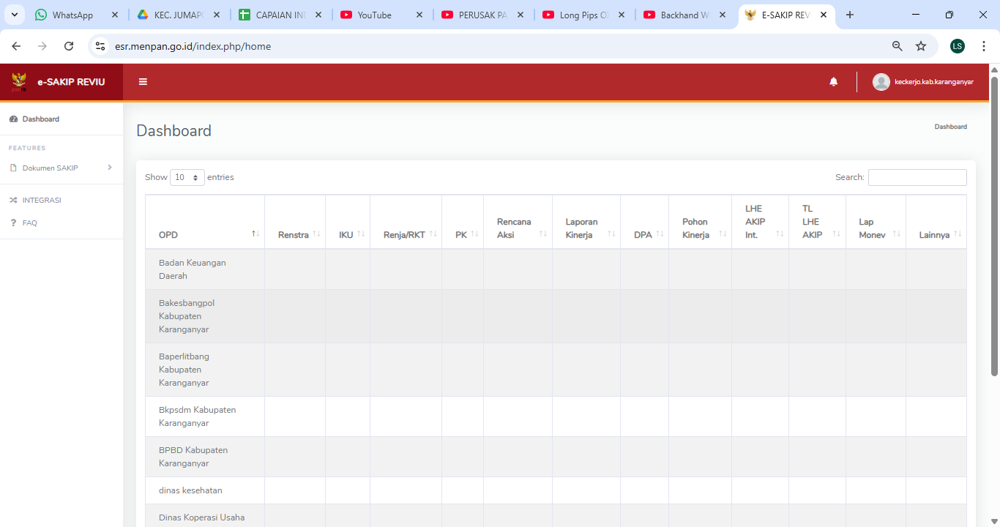 WhatsApp
KEC. JUMAPO
CAPAIAN IN
YouTube
PERUSAK PA
Long Pips O
Backhand W
E-SAKIP REV
esr.menpan.go.id/index.php/home
LS
e-SAKIP REVIU
keckerjo.kab.karanganyar
Dashboard
FEATURES
Dokumen SAKIP
INTEGRASI
FAQ
Dashboard
Dashboard
Show 10 entries
Search:
OPD
Renstra
IKU
Renja/RKT
PK
Rencana
Aksi
Laporan
Kinerja
DPA
Pohon
Kinerja
LHE
AKIP
Int.
TL
LHE
AKIP
Lap
Monev
Lainnya
Badan Keuangan
Daerah
Bakesbangpol
Kabupaten
Karanganyar
Baperlitbang
Kabupaten
Karanganyar
Bkpsdm Kabupaten
Karanganyar
BPBD Kabupaten
Karanganyar
dinas kesehatan
Dinas Koperasi Usaha